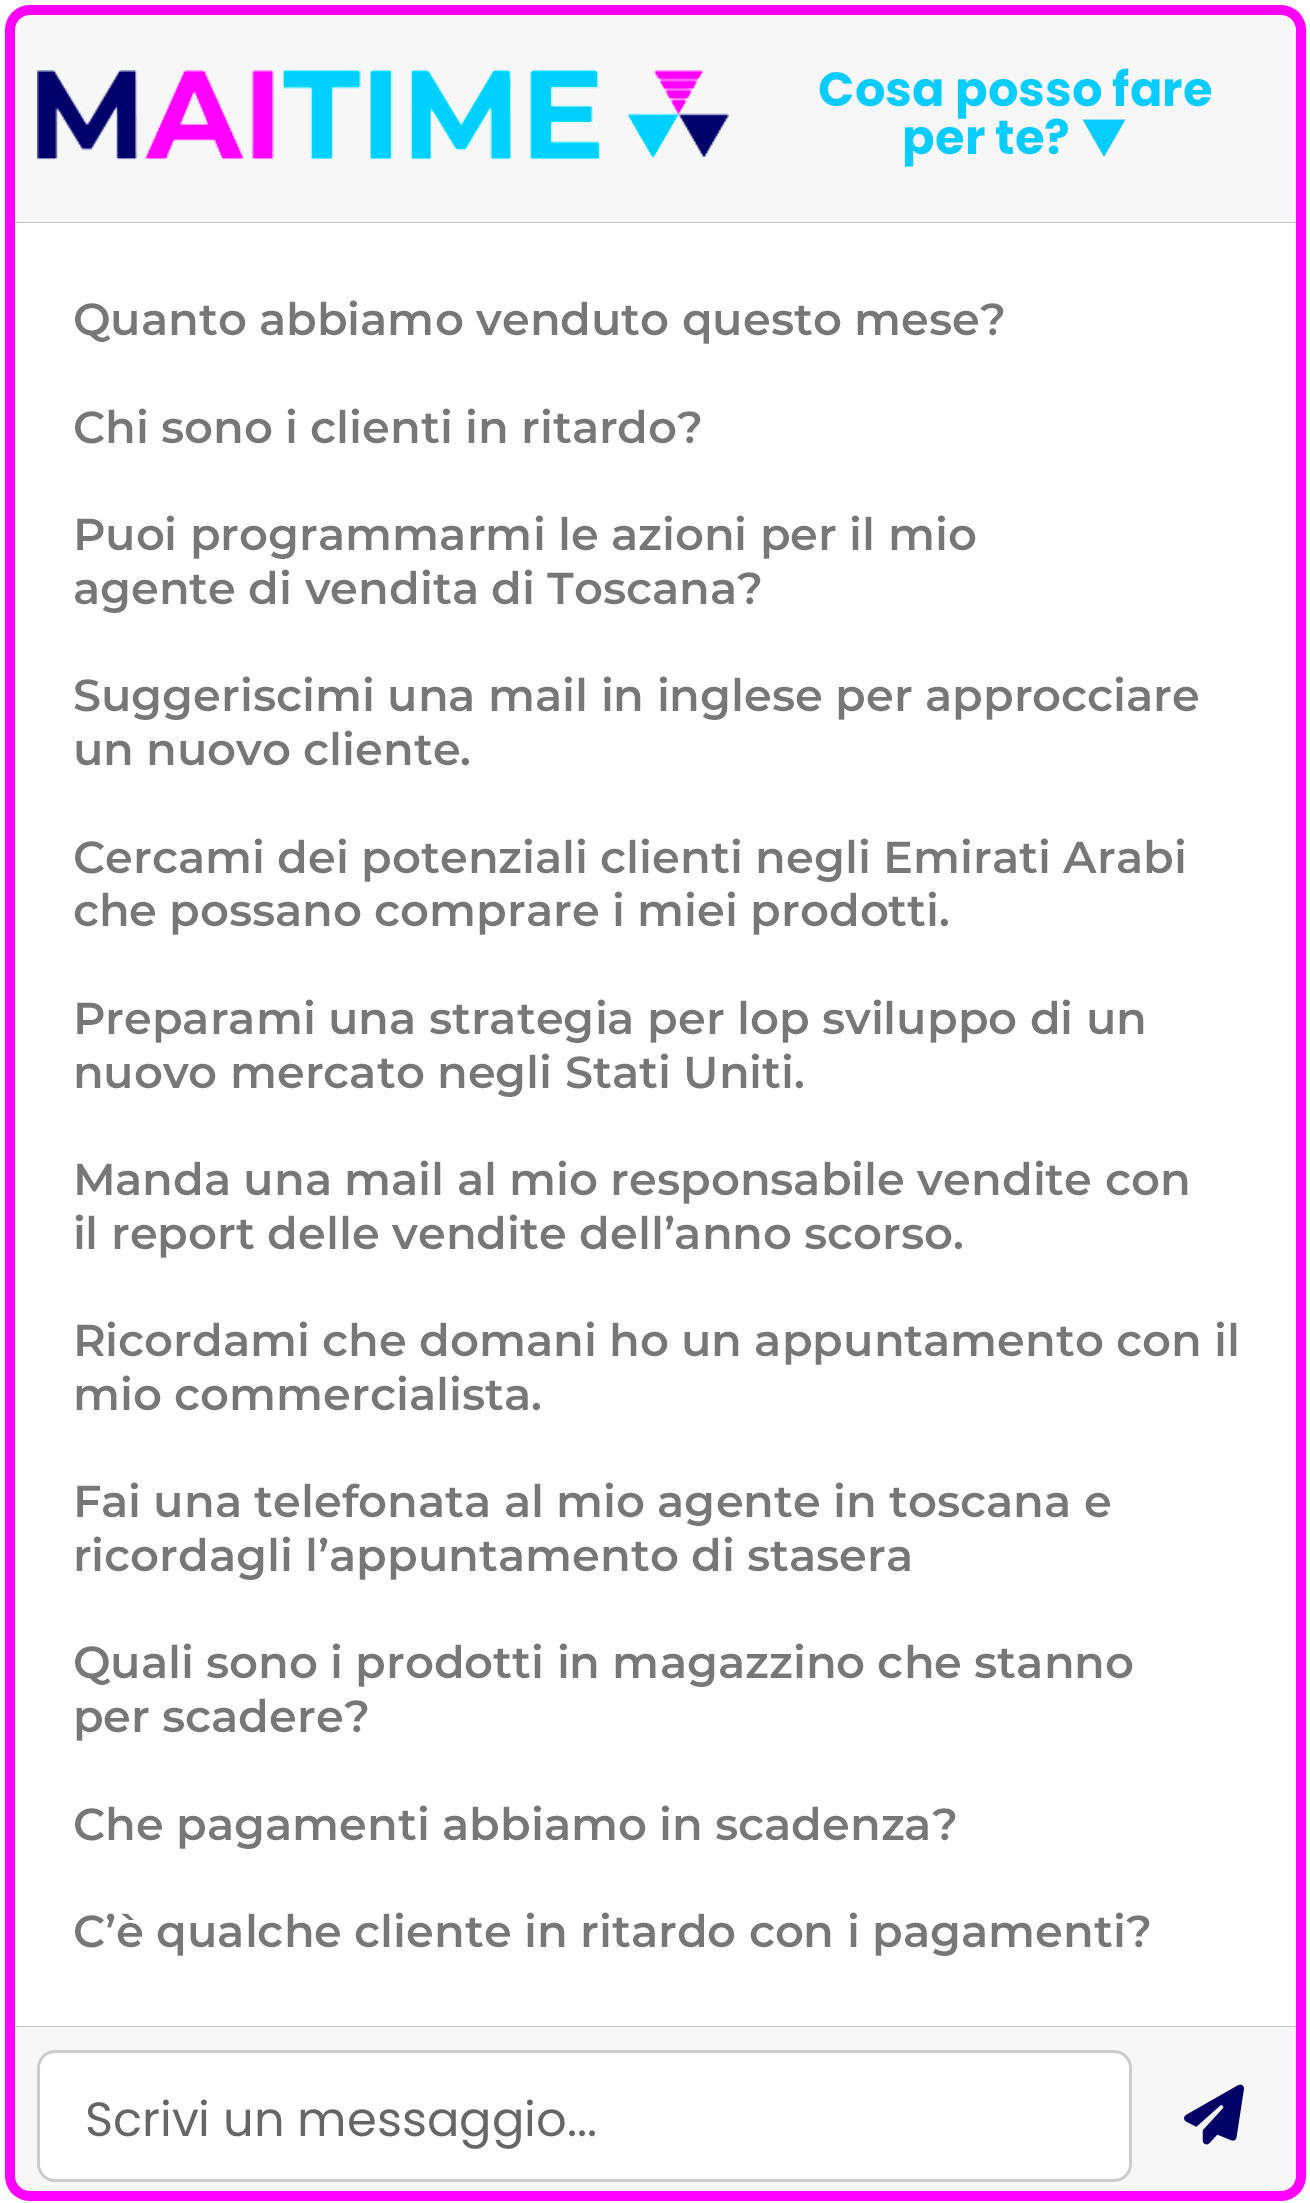 MAITIME
Cosa posso fare
per te?
Quanto abbiamo venduto questo mese?
Chi sono i clienti in ritardo?
Puoi programmarmi le azioni per il mio
agente di vendita di Toscana?
Suggeriscimi una mail in inglese per approcciare
un nuovo cliente.
Cercami dei potenziali clienti negli Emirati Arabi
che possano comprare i miei prodotti.
Preparami una strategia per lop sviluppo di un
nuovo mercato negli Stati Uniti.
Manda una mail al mio responsabile vendite con
il report delle vendite dell’anno scorso.
Ricordami che domani ho un appuntamento con il
mio commercialista.
Fai una telefonata al mio agente in toscana e
ricordagli l’appuntamento di stasera
Quali sono i prodotti in magazzino che stanno
per scadere?
Che pagamenti abbiamo in scadenza?
C’è qualche cliente in ritardo con i pagamenti?
Scrivi un messaggio...